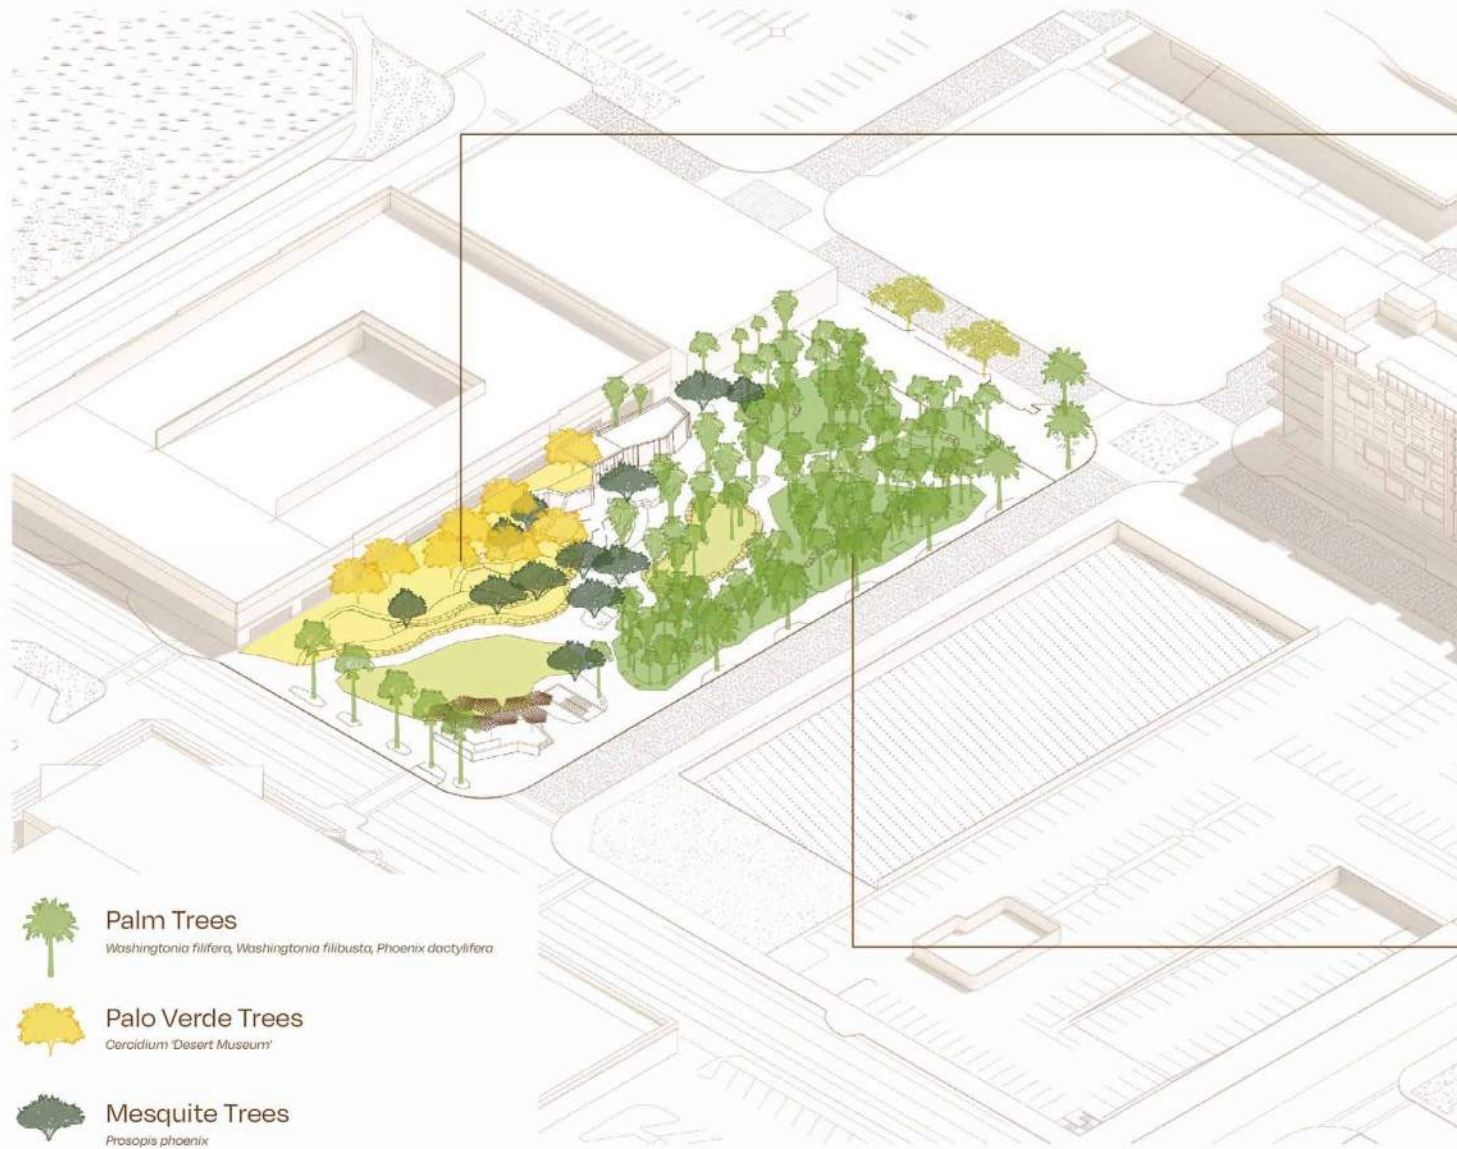 Palm Trees
Washingtonia filifera, Washingtonia filibusta, Phoenix dactylifera
Palo Verde Trees
Cercidium 'Desert Museum'
Mesquite Trees
Prosopis phoenix